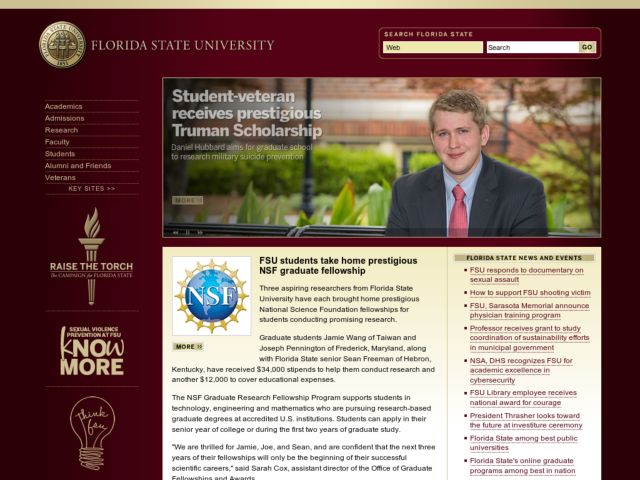 FLORIDA STATE UNIVERSITY
SEARCH FLORIDA STATE
Web
Search
GO
Academics
Admissions
Research
Faculty
Students
Alumni and Friends
Veterans
KEY SITES >>
Student-veteran
receives prestigious
Truman Scholarship
Daniel Hubbard aims for graduate school
to research military suicide prevention
MORE
RAISE THE TORCH
The CAMPAIGN for FLORIDA STATE
SEXUAL VIOLENCE
PREVENTION AT FSU
kNOW
MORE
think
fsu
NSF
MORE
FSU students take home prestigious
NSF graduate fellowship
Three aspiring researchers from Florida State
University have each brought home prestigious
National Science Foundation fellowships for
students conducting promising research.
Graduate students Jamie Wang of Taiwan and
Joseph Pennington of Frederick, Maryland, along
with Florida State senior Sean Freeman of Hebron,
Kentucky, have received $34,000 stipends to help them conduct research and
another $12,000 to cover educational expenses.
The NSF Graduate Research Fellowship Program supports students in
technology, engineering and mathematics who are pursuing research-based
graduate degrees at accredited U.S. institutions. Students can apply in their
senior year of college or during the first two years of graduate study.
"We are thrilled for Jamie, Joe, and Sean, and are confident that the next three
years of their fellowships will only be the beginning of their successful
scientific careers," said Sarah Cox, assistant director of the Office of Graduate
Fellowships and Awards.
FLORIDA STATE NEWS AND EVENTS
FSU responds to documentary on
sexual assault
How to support FSU shooting victim
FSU, Sarasota Memorial announce
physician training program
Professor receives grant to study
coordination of sustainability efforts
in municipal government
NSA, DHS recognizes FSU for
academic excellence in
cybersecurity
FSU Library employee receives
national award for courage
President Thrasher looks toward
the future at investiture ceremony
Florida State among best public
universities
Florida State's online graduate
programs among best in nation